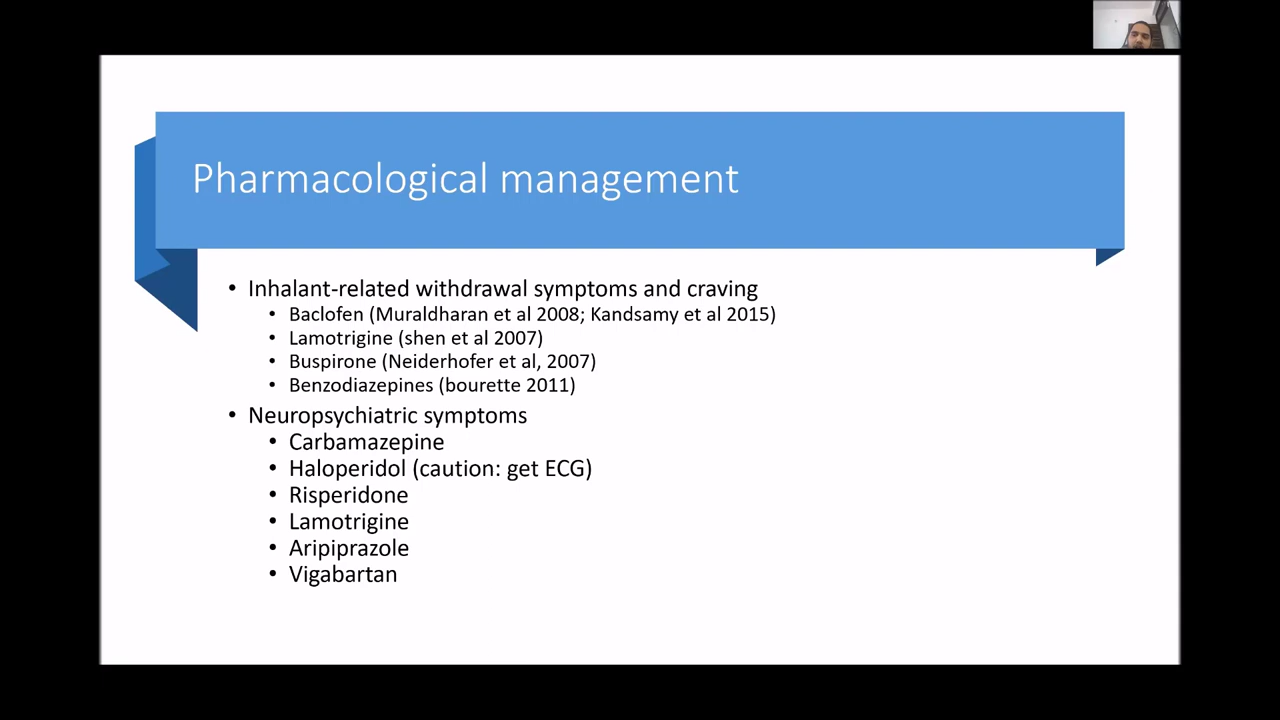 Pharmacological management
• Inhalant-related withdrawal symptoms and craving
• Baclofen (Muraldharan et al 2008; Kandsamy et al 2015)
• Lamotrigine (shen et al 2007)
• Buspirone (Neiderhofer et al, 2007)
• Benzodiazepines (bourette 2011)
• Neuropsychiatric symptoms
• Carbamazepine
• Haloperidol (caution: get ECG)
• Risperidone
• Lamotrigine
• Aripiprazole
• Vigabartan